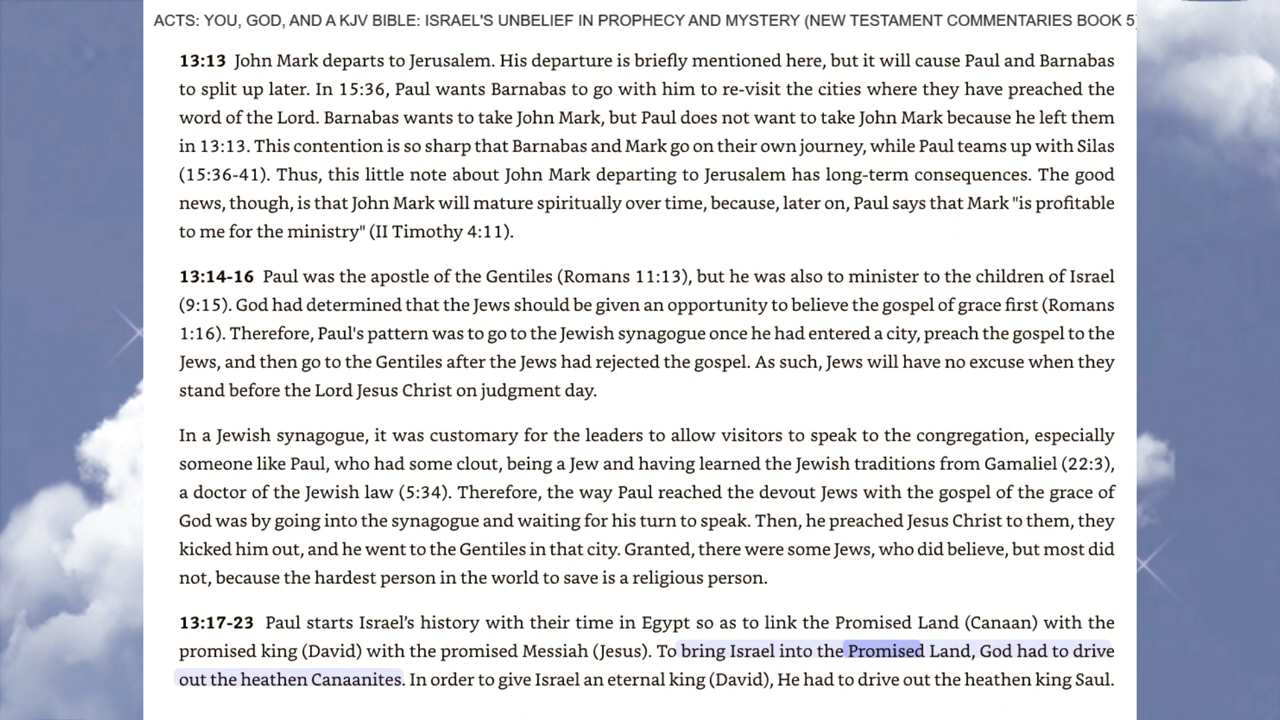 ACTS: YOU, GOD, AND A KJV BIBLE: ISRAEL'S UNBELIEF IN PROPHECY AND MYSTERY (NEW TESTAMENT COMMENTARIES BOOK 5)
13:13 John Mark departs to Jerusalem. His departure is briefly mentioned here, but it will cause Paul and Barnabas
to split up later. In 15:36, Paul wants Barnabas to go with him to re-visit the cities where they have preached the
word of the Lord. Barnabas wants to take John Mark, but Paul does not want to take John Mark because he left them
in 13:13. This contention is so sharp that Barnabas and Mark go on their own journey, while Paul teams up with Silas
(15:36-41). Thus, this little note about John Mark departing to Jerusalem has long-term consequences. The good
news, though, is that John Mark will mature spiritually over time, because, later on, Paul says that Mark "is profitable
to me for the ministry" (II Timothy 4:11).
13:14-16 Paul was the apostle of the Gentiles (Romans 11:13), but he was also to minister to the children of Israel
(9:15). God had determined that the Jews should be given an opportunity to believe the gospel of grace first (Romans
1:16). Therefore, Paul's pattern was to go to the Jewish synagogue once he had entered a city, preach the gospel to the
Jews, and then go to the Gentiles after the Jews had rejected the gospel. As such, Jews will have no excuse when they
stand before the Lord Jesus Christ on judgment day.
In a Jewish synagogue, it was customary for the leaders to allow visitors to speak to the congregation, especially
someone like Paul, who had some clout, being a Jew and having learned the Jewish traditions from Gamaliel (22:3),
a doctor of the Jewish law (5:34). Therefore, the way Paul reached the devout Jews with the gospel of the grace of
God was by going into the synagogue and waiting for his turn to speak. Then, he preached Jesus Christ to them, they
kicked him out, and he went to the Gentiles in that city. Granted, there were some Jews, who did believe, but most did
not, because the hardest person in the world to save is a religious person.
13:17-23 Paul starts Israel’s history with their time in Egypt so as to link the Promised Land (Canaan) with the
promised king (David) with the promised Messiah (Jesus). To bring Israel into the Promised Land, God had to drive
out the heathen Canaanites. In order to give Israel an eternal king (David), He had to drive out the heathen king Saul.